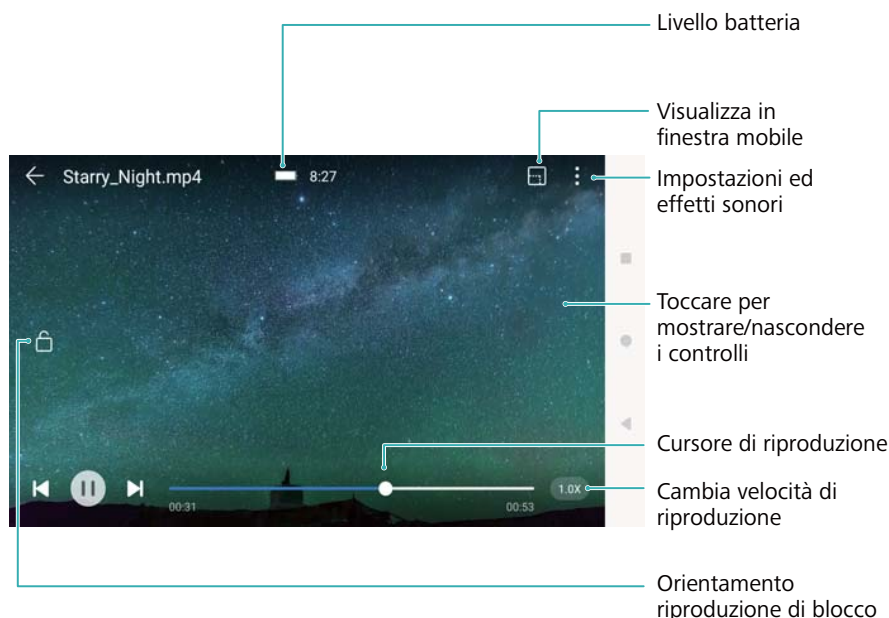 Livello batteria
Visualizza in
finestra mobile
Starry_Night.mp4
8:27
Impostazioni ed
effetti sonori
Toccare per
mostrare/nascondere
i controlli
Cursore di riproduzione
1.0X
Cambia velocità di
riproduzione
00:31
00:53
Orientamento
riproduzione di blocco